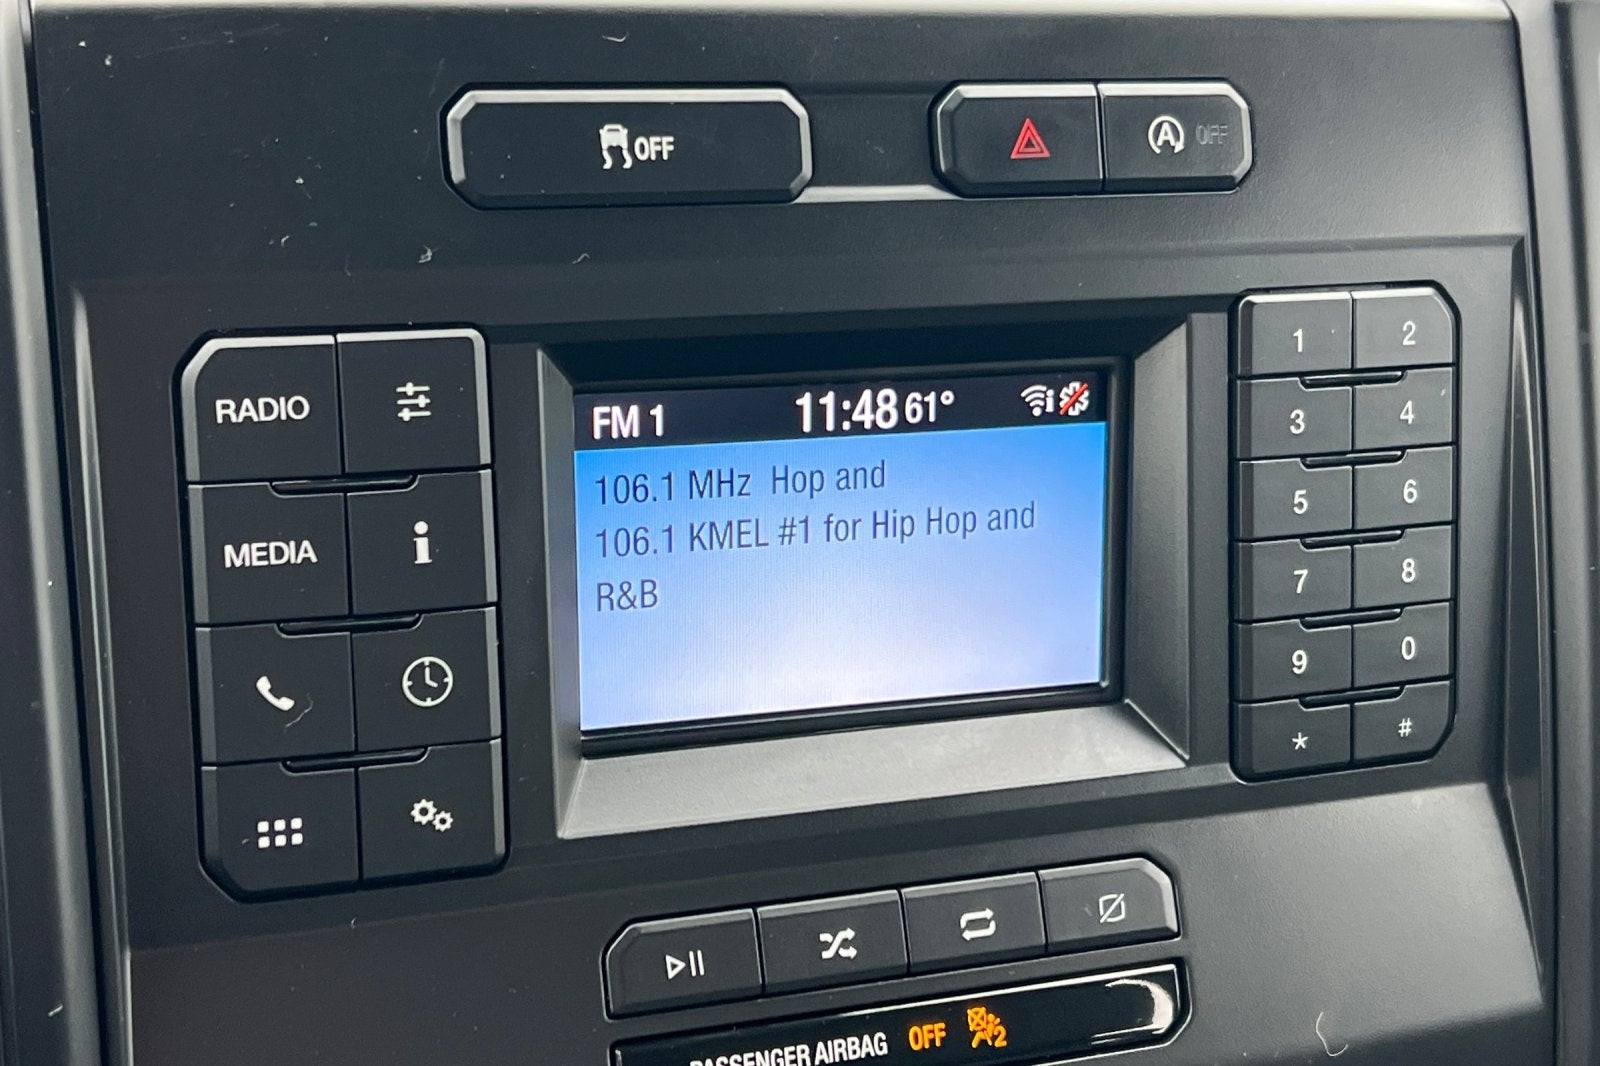 OFF
A OFF
RADIO
MEDIA
FM 1 11:48 61°
106.1 MHz Hop and
106.1 KMEL #1 for Hip Hop and
R&B
1 2
3 4
5 6
7 8
9 0
* #
PASSENGER AIRBAG OFF 2